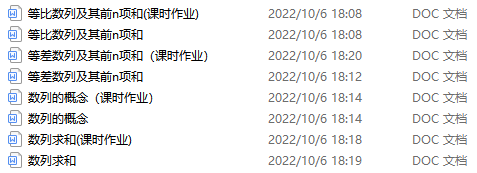 等比数列及其前n项和(课时作业) 2022/10/6 18:08 DOC 文档
等比数列及其前n项和 2022/10/6 18:08 DOC 文档
等差数列及其前n项和（课时作业） 2022/10/6 18:20 DOC 文档
等差数列及其前n项和 2022/10/6 18:12 DOC 文档
数列的概念（课时作业） 2022/10/6 18:14 DOC 文档
数列的概念 2022/10/6 18:14 DOC 文档
数列求和(课时作业) 2022/10/6 18:18 DOC 文档
数列求和 2022/10/6 18:19 DOC 文档